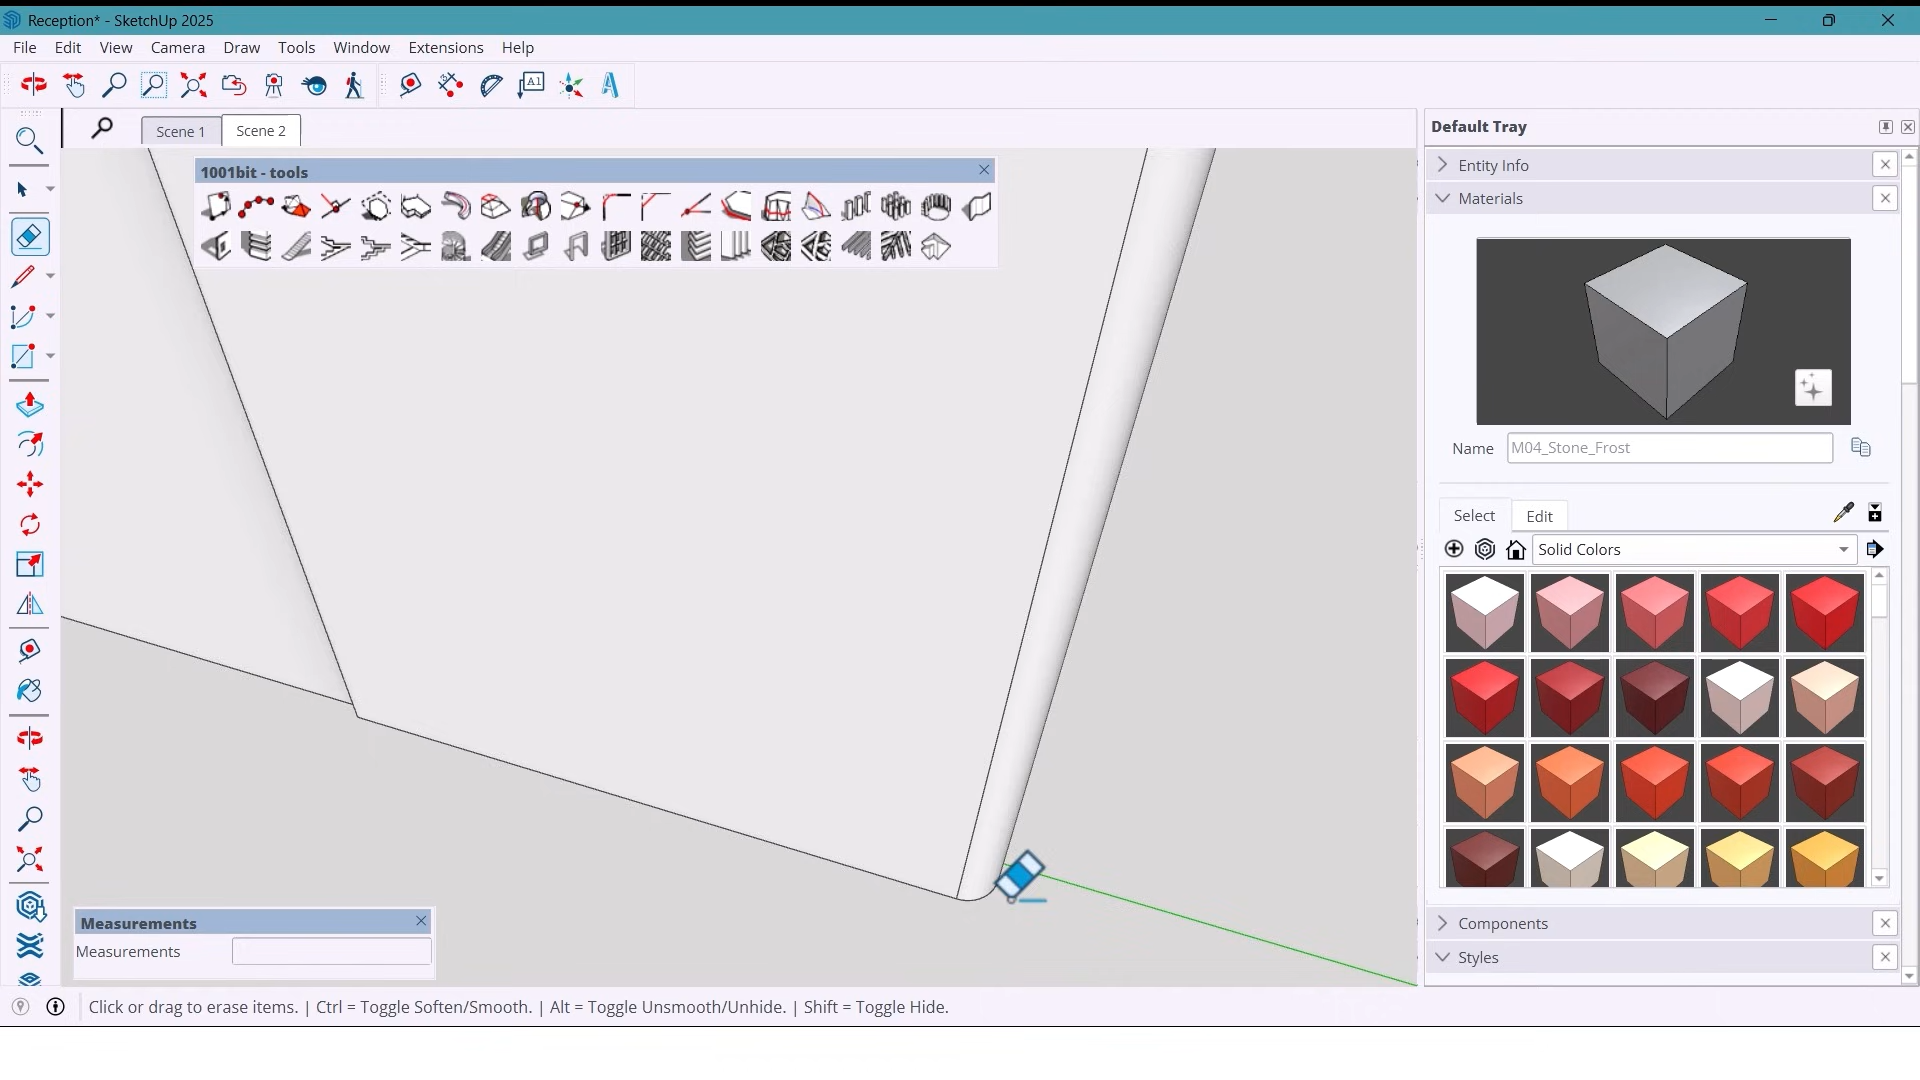 Reception* - SketchUp 2025
File Edit View Camera Draw Tools Window Extensions Help
A1
Scene 1 Scene 2
1001bit - tools
Default Tray
Entity Info
Materials
Name M04_Stone_Frost
Select Edit
Solid Colors
Components
Styles
Measurements
Measurements
Click or drag to erase items. | Ctrl = Toggle Soften/Smooth. | Alt = Toggle Unsmooth/Unhide. | Shift = Toggle Hide.